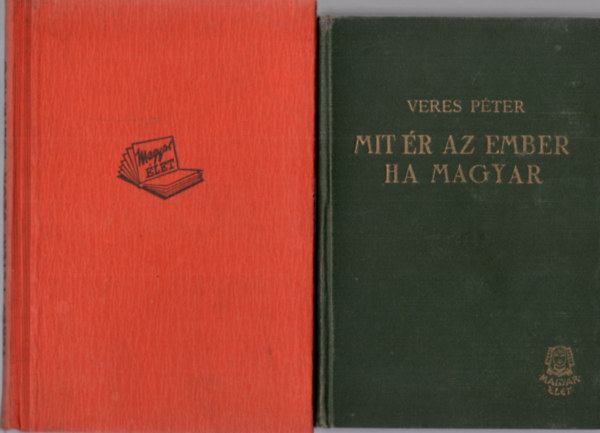 Magyar
ÉLET
VERES PÉTER
MIT ÉR AZ EMBER
HA MAGYAR
MAGYAR
ÉLET